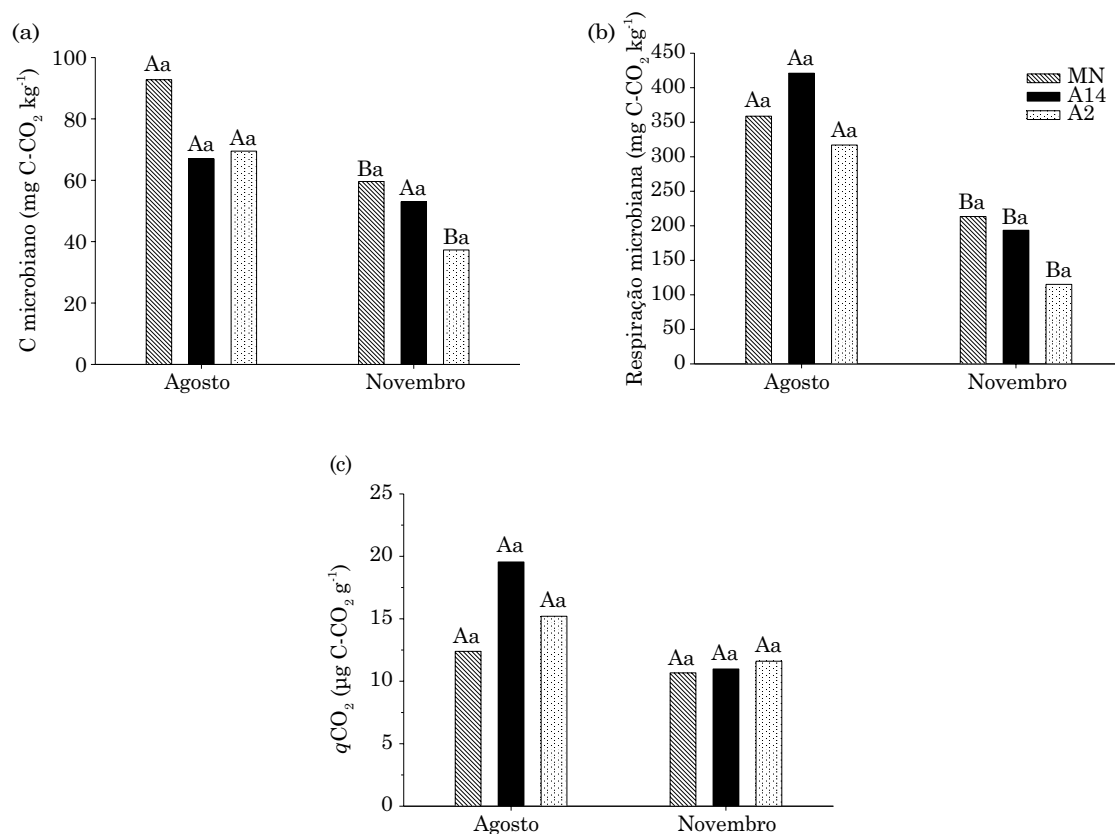 (a)
C microbiano (mg C-CO₂ kg⁻¹)
100
80
60
40
20
0
Aa
Aa
Aa
Ba
Aa
Ba
Agosto
Novembro
(b)
Respiração microbiana (mg C-CO₂ kg⁻¹)
450
400
350
300
250
200
150
100
50
0
Aa
Aa
Aa
Ba
Ba
Ba
MN
A14
A2
Agosto
Novembro
(c)
qCO₂ (µg C-CO₂ g⁻¹)
25
20
15
10
5
0
Aa
Aa
Aa
Aa
Aa
Aa
Agosto
Novembro